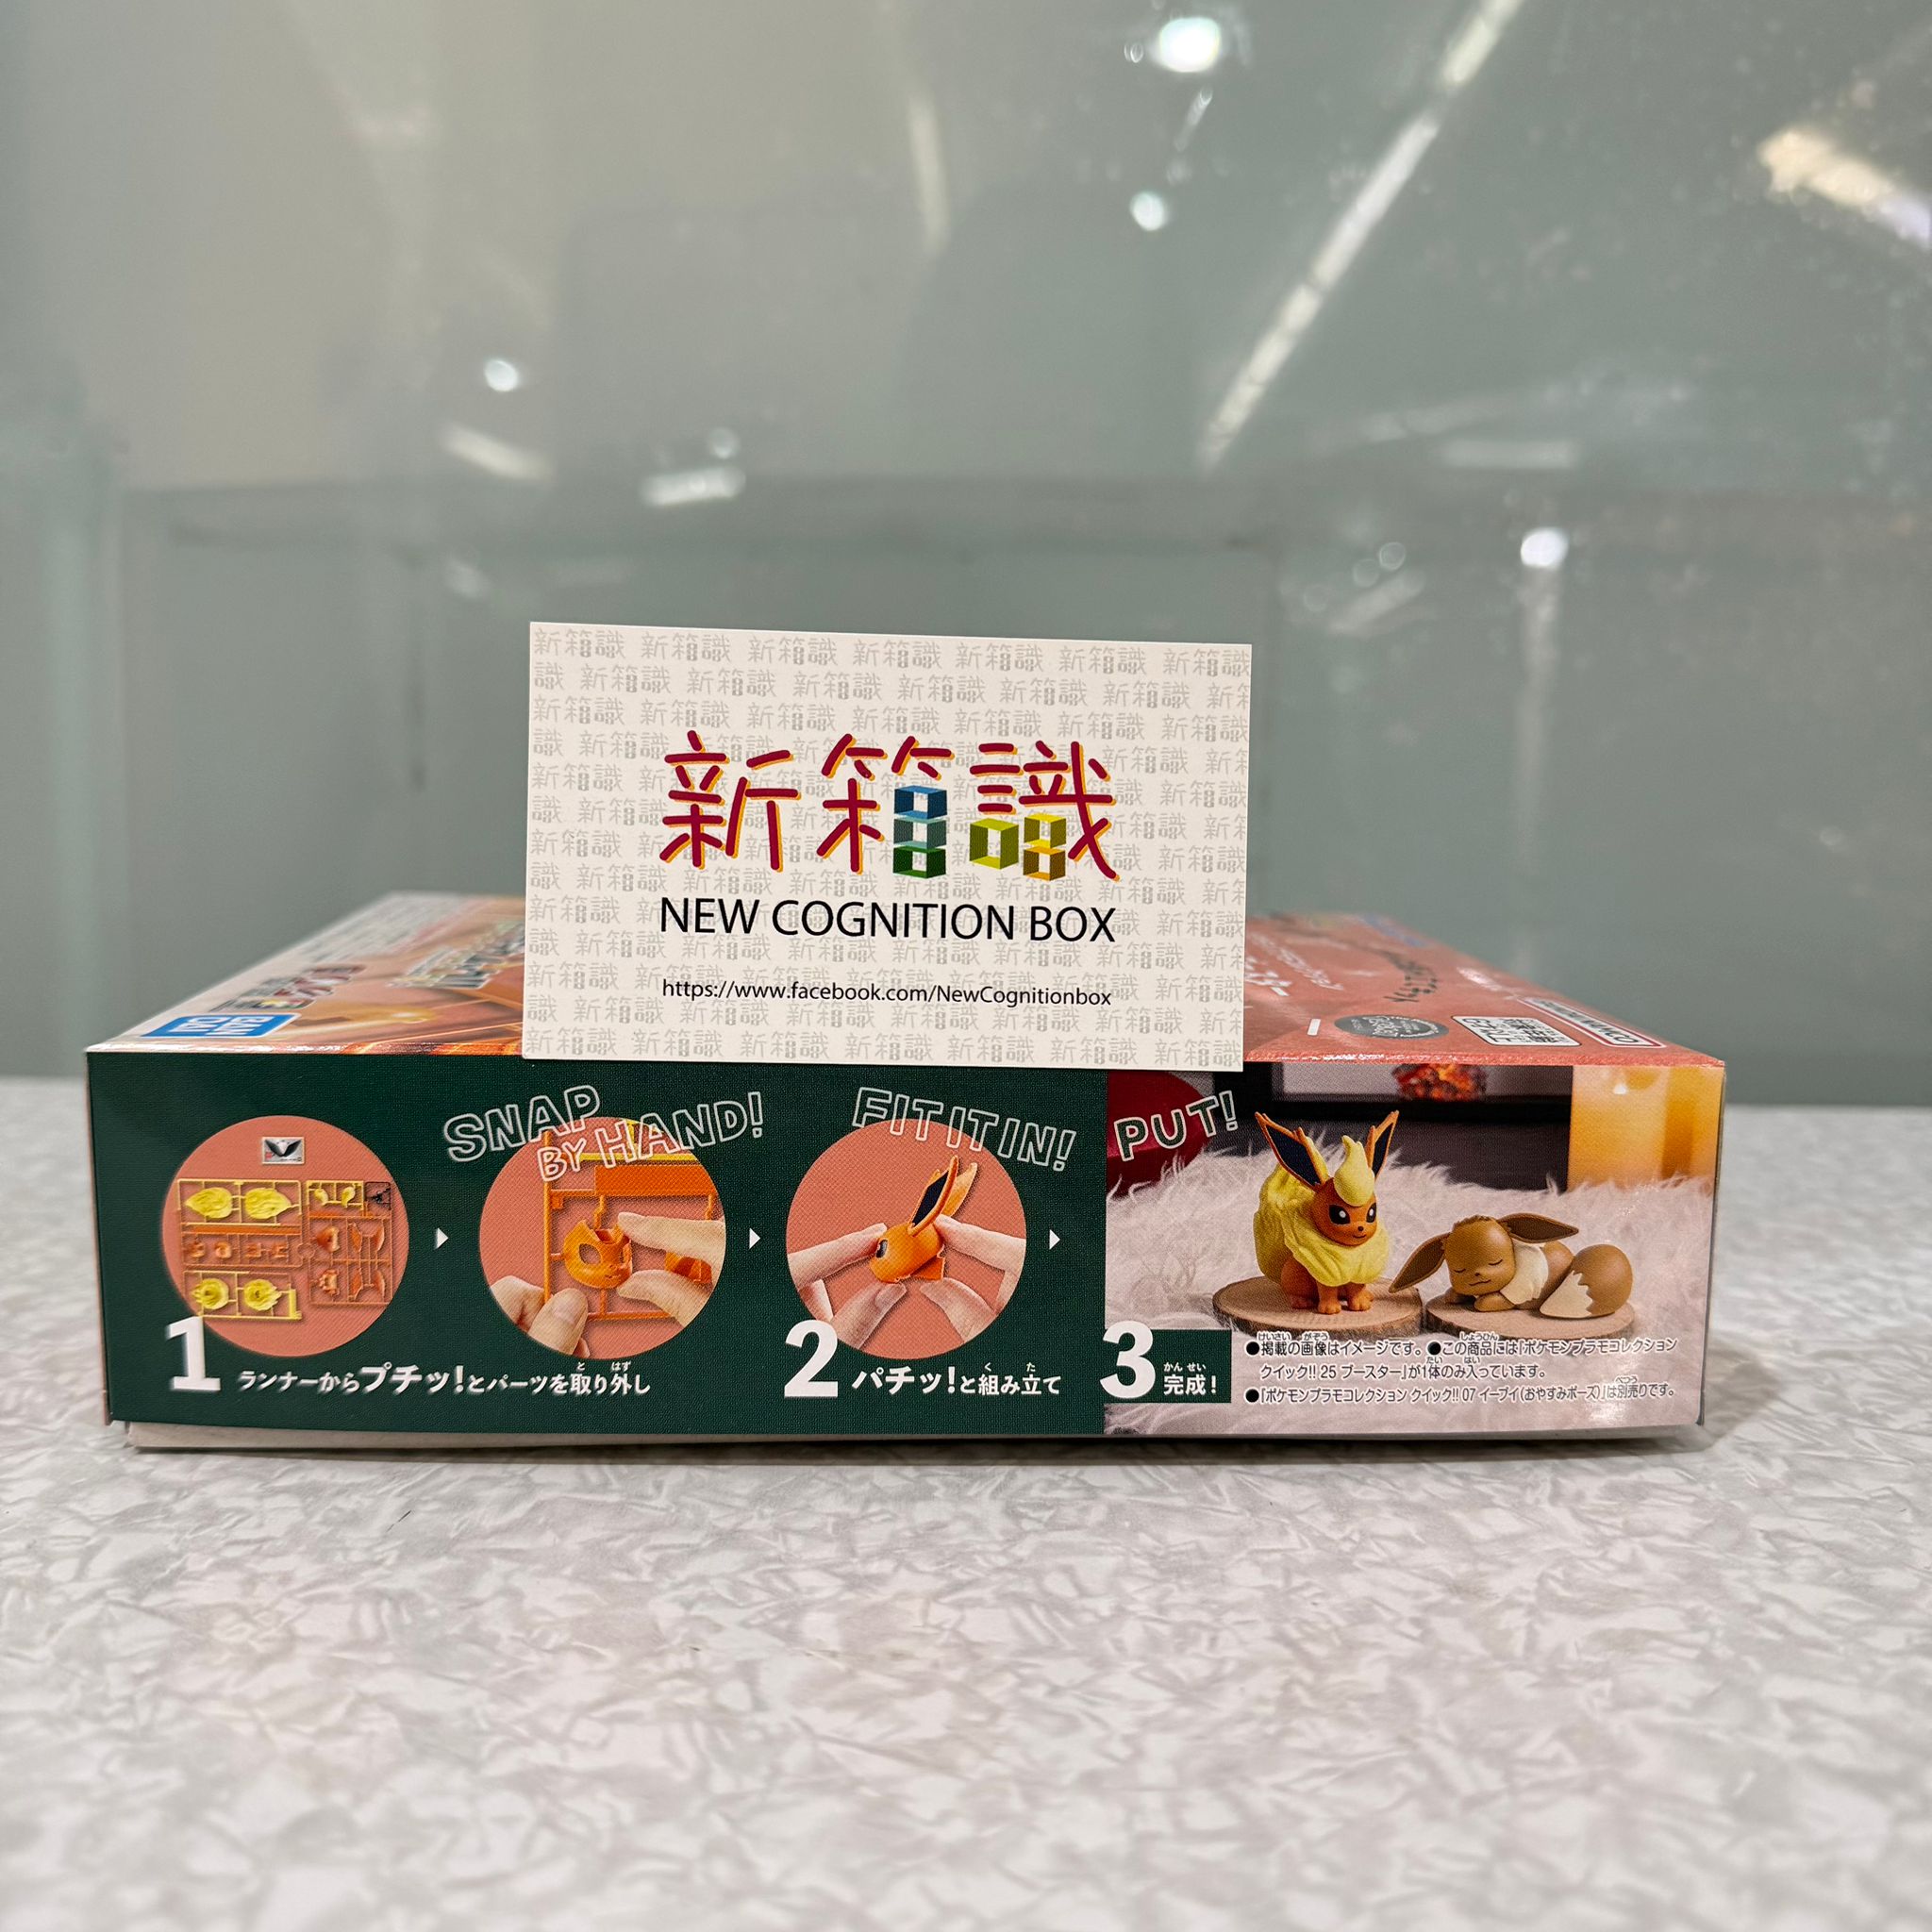 新箱識
NEW COGNITION BOX
https://www.facebook.com/NewCognitionbox
SNAP
BY HAND!
FIT IT IN!
PUT!
1 ランナーからプチッ!とパーツを取り外し
2 パチッ!と組み立て
3 完成!
●掲載の画像はイメージです。●この商品には「ポケモンプラモコレクション
クイック!! 25 ブースター」が1体のみ入っています。
●「ポケモンプラモコレクション クイック!! 07 イーブイ(おやすみポーズ)」は別売りです。